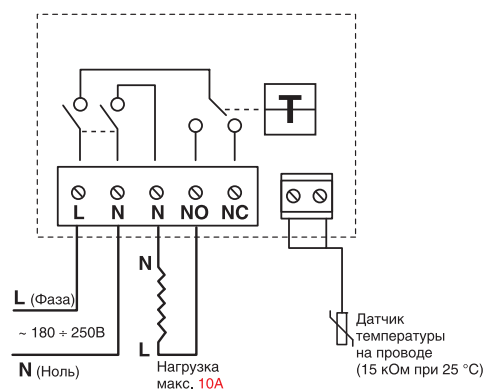 T
L N N NO NC
N
L (Фаза)
~ 180 ÷ 250В
N (Ноль)
L
Нагрузка
макс. 10А
Датчик
температуры
на проводе
(15 кОм при 25 °C)